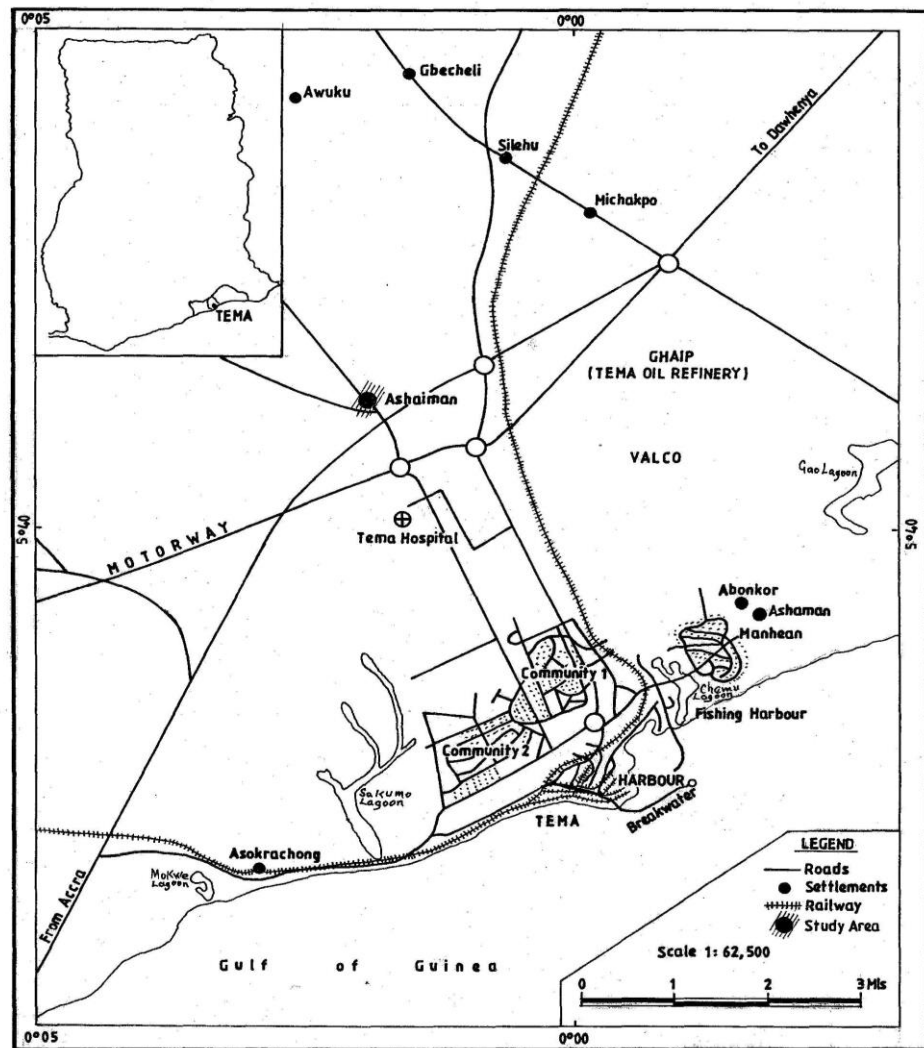 0°05
0°00
Gbecheli
Awuku
Silehu
To Dawhenya
Michakpo
TEMA
GHAIP
(TEMA OIL REFINERY)
Ashaiman
VALCO
Gao Lagoon
MOTORWAY
Tema Hospital
5°40
5°40
Abonkor
Ashaman
Manhean
Community 1
Chemu
Lagoon
Fishing Harbour
Community 2
Sakumo
Lagoon
HARBOUR
Breakwater
TEMA
Asokrachong
Mokwe
Lagoon
From Accra
Gulf of Guinea
LEGEND
Roads
Settlements
Railway
Study Area
Scale 1: 62,500
0 1 2 3 Mls
0°05
0°00